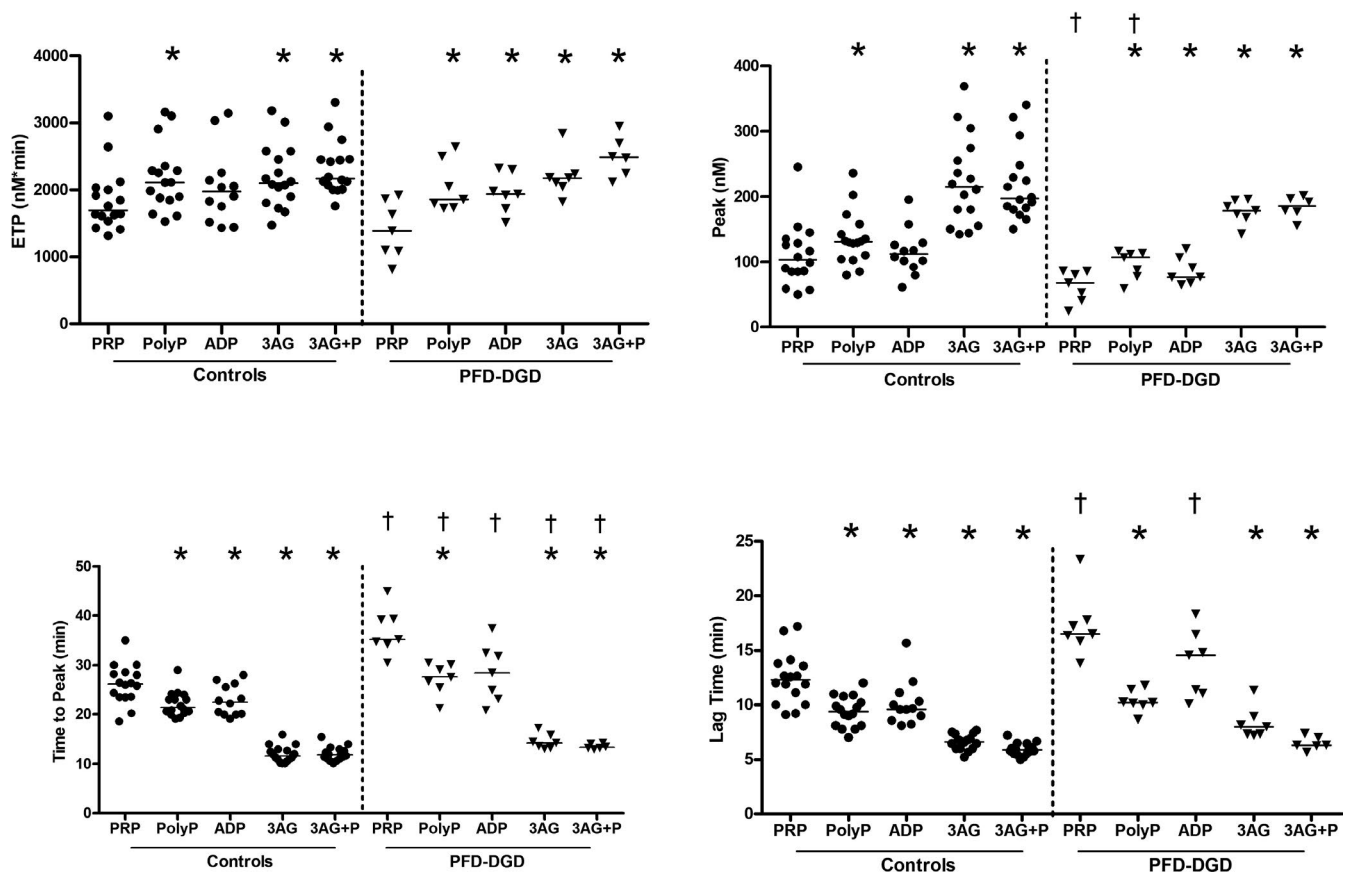 * * * * * * *
4000
3000
2000
1000
0
ETP (nM*min)
PRP PolyP ADP 3AG 3AG+P PRP PolyP ADP 3AG 3AG+P
Controls PFD-DGD
† †
* * * * * * *
400
300
200
100
0
Peak (nM)
PRP PolyP ADP 3AG 3AG+P PRP PolyP ADP 3AG 3AG+P
Controls PFD-DGD
† † † † †
* * * * * * *
50
40
30
20
10
0
Time to Peak (min)
PRP PolyP ADP 3AG 3AG+P PRP PolyP ADP 3AG 3AG+P
Controls PFD-DGD
† †
* * * * * * *
25
20
15
10
5
0
Lag Time (min)
PRP PolyP ADP 3AG 3AG+P PRP PolyP ADP 3AG 3AG+P
Controls PFD-DGD